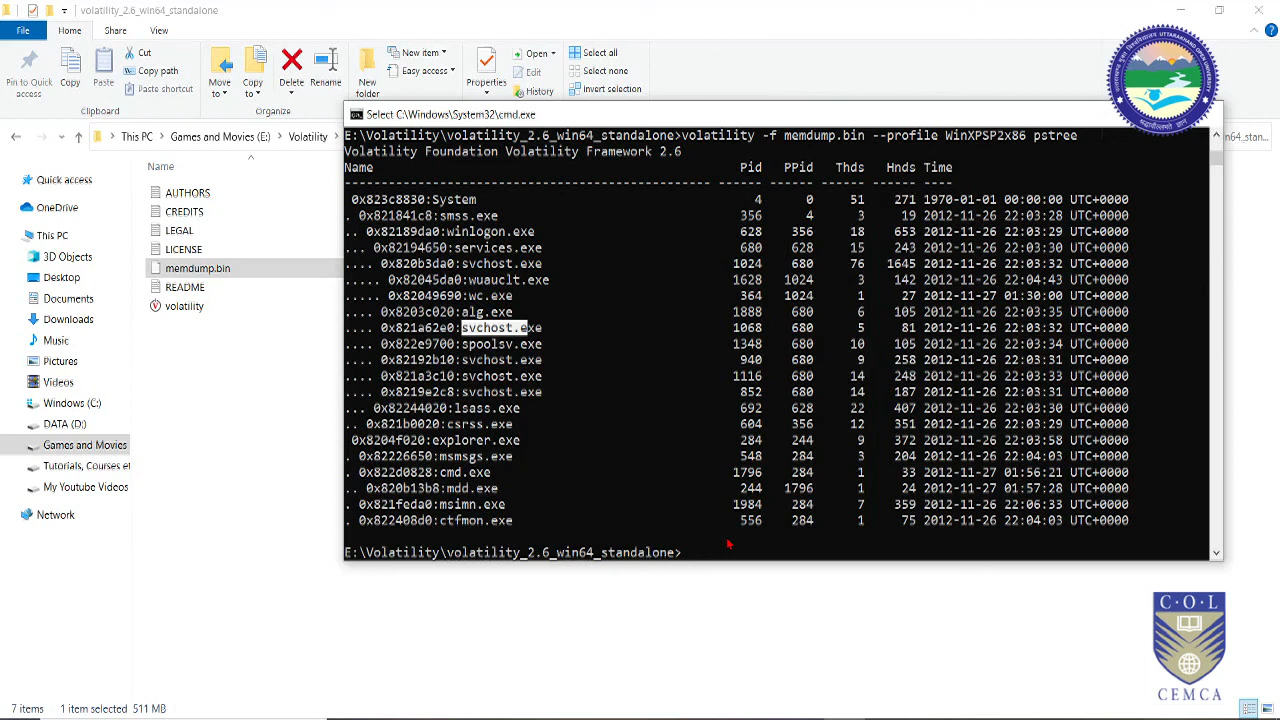 volatility_2.6_win64_standalone
File Home Share View
Pin to Quick access
Copy
Paste
Cut
Copy path
Paste shortcut
Clipboard
Move to
Copy to
Delete
Rename
Organize
New folder
New item
Easy access
Properties
Open
Edit
History
Select all
Select none
Invert selection
UTTARAKHAND OPEN UNIVERSITY
This PC Games and Movies (E:) Volatility
n64_stan...
Quick access
OneDrive
This PC
3D Objects
Desktop
Documents
Downloads
Music
Pictures
Videos
Windows (C:)
DATA (D:)
Games and Movies
Tutorials, Courses et
My Youtube Videos
Network
Name
AUTHORS
CREDITS
LEGAL
LICENSE
memdump.bin
README
volatility
Select C:\Windows\System32\cmd.exe
E:\Volatility\volatility_2.6_win64_standalone>volatility -f memdump.bin --profile WinXPSP2x86 pstree
Volatility Foundation Volatility Framework 2.6
Name Pid PPid Thds Hnds Time
-------------------------------------------------- ------ ------ ------ ------ ----
0x823c8830:System 4 0 51 271 1970-01-01 00:00:00 UTC+0000
. 0x821841c8:smss.exe 356 4 3 19 2012-11-26 22:03:28 UTC+0000
.. 0x82189da0:winlogon.exe 628 356 18 653 2012-11-26 22:03:29 UTC+0000
... 0x82194650:services.exe 680 628 15 243 2012-11-26 22:03:30 UTC+0000
.... 0x820b3da0:svchost.exe 1024 680 76 1645 2012-11-26 22:03:32 UTC+0000
..... 0x82045da0:wuauclt.exe 1628 1024 3 142 2012-11-26 22:04:43 UTC+0000
..... 0x82049690:wc.exe 364 1024 1 27 2012-11-27 01:30:00 UTC+0000
.... 0x8203c020:alg.exe 1888 680 6 105 2012-11-26 22:03:35 UTC+0000
.... 0x821a62e0:svchost.exe 1068 680 5 81 2012-11-26 22:03:32 UTC+0000
.... 0x822e9700:spoolsv.exe 1348 680 10 105 2012-11-26 22:03:34 UTC+0000
.... 0x82192b10:svchost.exe 940 680 9 258 2012-11-26 22:03:31 UTC+0000
.... 0x821a3c10:svchost.exe 1116 680 14 248 2012-11-26 22:03:33 UTC+0000
.... 0x8219e2c8:svchost.exe 852 680 14 187 2012-11-26 22:03:31 UTC+0000
... 0x82244020:lsass.exe 692 628 22 407 2012-11-26 22:03:30 UTC+0000
.. 0x821b0020:csrss.exe 604 356 12 351 2012-11-26 22:03:29 UTC+0000
0x8204f020:explorer.exe 284 244 9 372 2012-11-26 22:03:58 UTC+0000
. 0x82226650:msmsgs.exe 548 284 3 204 2012-11-26 22:04:03 UTC+0000
. 0x822d0828:cmd.exe 1796 284 1 33 2012-11-27 01:56:21 UTC+0000
.. 0x820b13b8:mdd.exe 244 1796 1 24 2012-11-27 01:57:28 UTC+0000
. 0x821feda0:msimn.exe 1984 284 7 359 2012-11-26 22:06:33 UTC+0000
. 0x822408d0:ctfmon.exe 556 284 1 75 2012-11-26 22:04:03 UTC+0000
E:\Volatility\volatility_2.6_win64_standalone>
C·O·L
CEMCA
7 items 1 item selected 511 MB